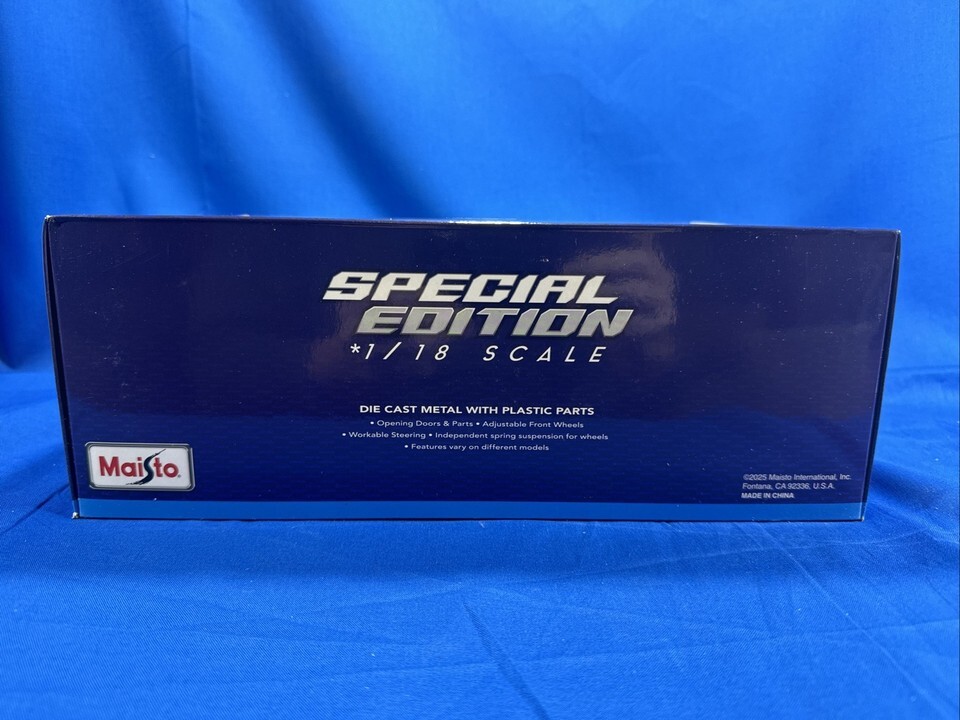 SPECIAL
EDITION
*1/18 SCALE
DIE CAST METAL WITH PLASTIC PARTS
• Opening Doors & Parts • Adjustable Front Wheels
• Workable Steering • Independent spring suspension for wheels
• Features vary on different models
Maisto
©2025 Maisto International, Inc.
Fontana, CA 92336, U.S.A.
MADE IN CHINA